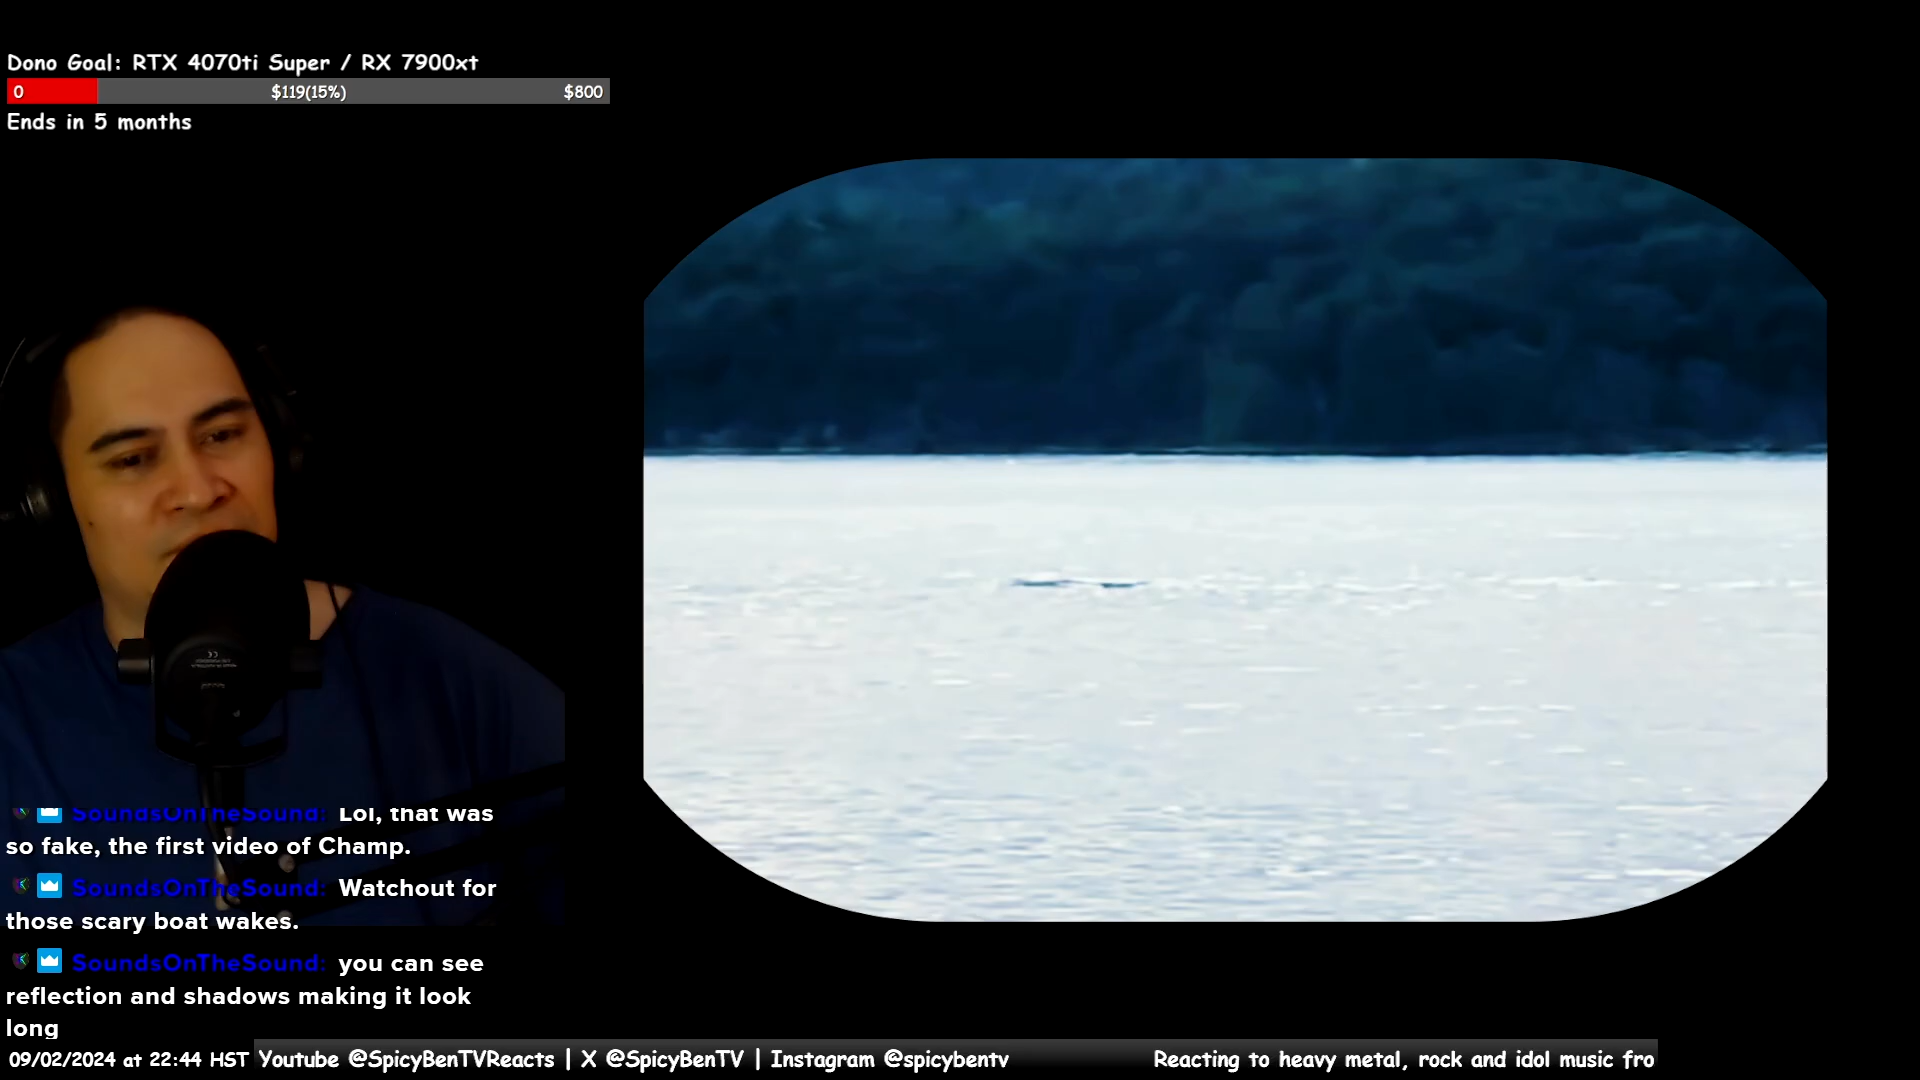 Dono Goal: RTX 4070ti Super / RX 7900xt
0 $119(15%) $800
Ends in 5 months
SoundsOnTheSound: Lol, that was
so fake, the first video of Champ.
SoundsOnTheSound: Watchout for
those scary boat wakes.
SoundsOnTheSound: you can see
reflection and shadows making it look
long
09/02/2024 at 22:44 HST Youtube @SpicyBenTVReacts | X @SpicyBenTV | Instagram @spicybentv Reacting to heavy metal, rock and idol music fro